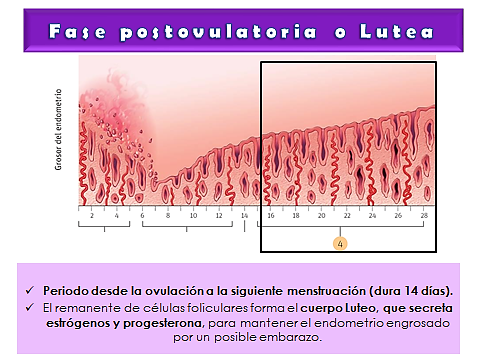 Fase postovulatoria o Lutea
Grosor del endometrio
2 4 6 8 10 12 14 16 18 20 22 24 26 28
4
✓ Periodo desde la ovulación a la siguiente menstruación (dura 14 días).
✓ El remanente de células foliculares forma el cuerpo Luteo, que secreta
estrógenos y progesterona, para mantener el endometrio engrosado
por un posible embarazo.